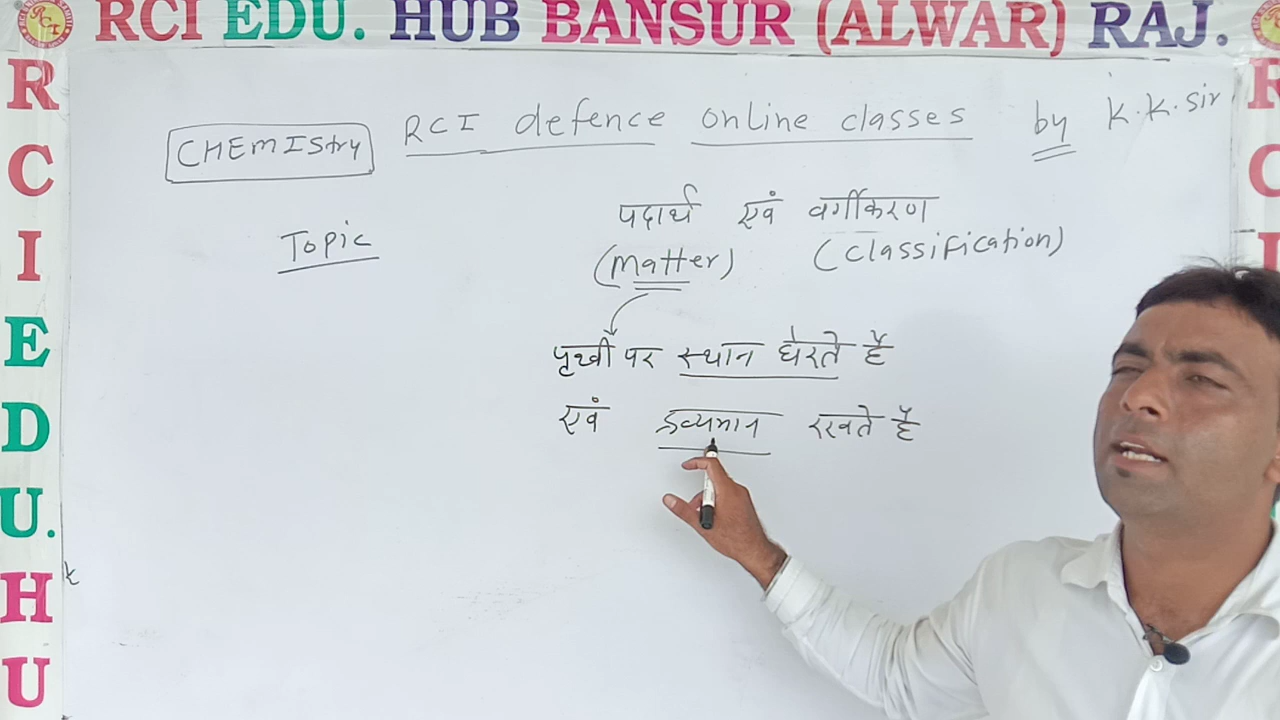 RCI EDU. HUB BANSUR (ALWAR) RAJ.
R
C
I
E
D
U.
H
U
R
C
I
CHEMIStry
RCI defence online classes by K.K.Sir
Topic
पदार्थ एवं वर्गीकरण
(Matter) (Classification)
पृथ्वी पर स्थान घेरते है
एवं द्रव्यमान रखते है